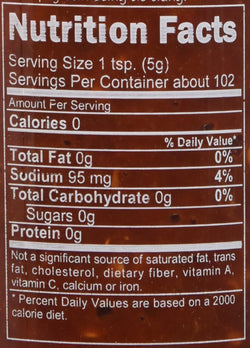 Nutrition Facts
Serving Size 1 tsp. (5g)
Servings Per Container about 102
Amount Per Serving
Calories 0
% Daily Value*
Total Fat 0g 0%
Sodium 95 mg 4%
Total Carbohydrate 0g 0%
Sugars 0g
Protein 0g
Not a significant source of saturated fat, trans
fat, cholesterol, dietary fiber, vitamin A,
vitamin C, calcium or iron.
* Percent Daily Values are based on a 2000
calorie diet.